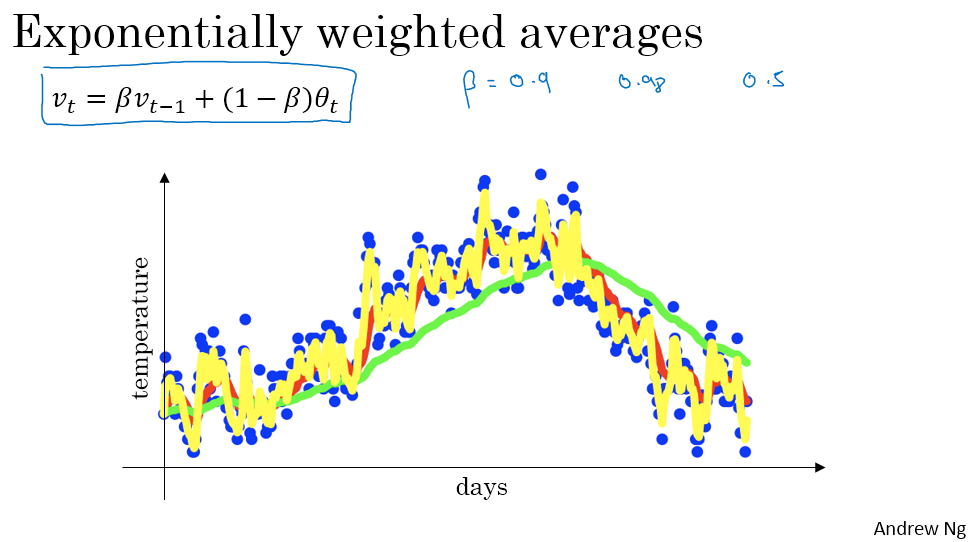 Exponentially weighted averages
v_t = βv_{t−1} + (1 − β)θ_t
β = 0.9 0.98 0.5
temperature
days
Andrew Ng